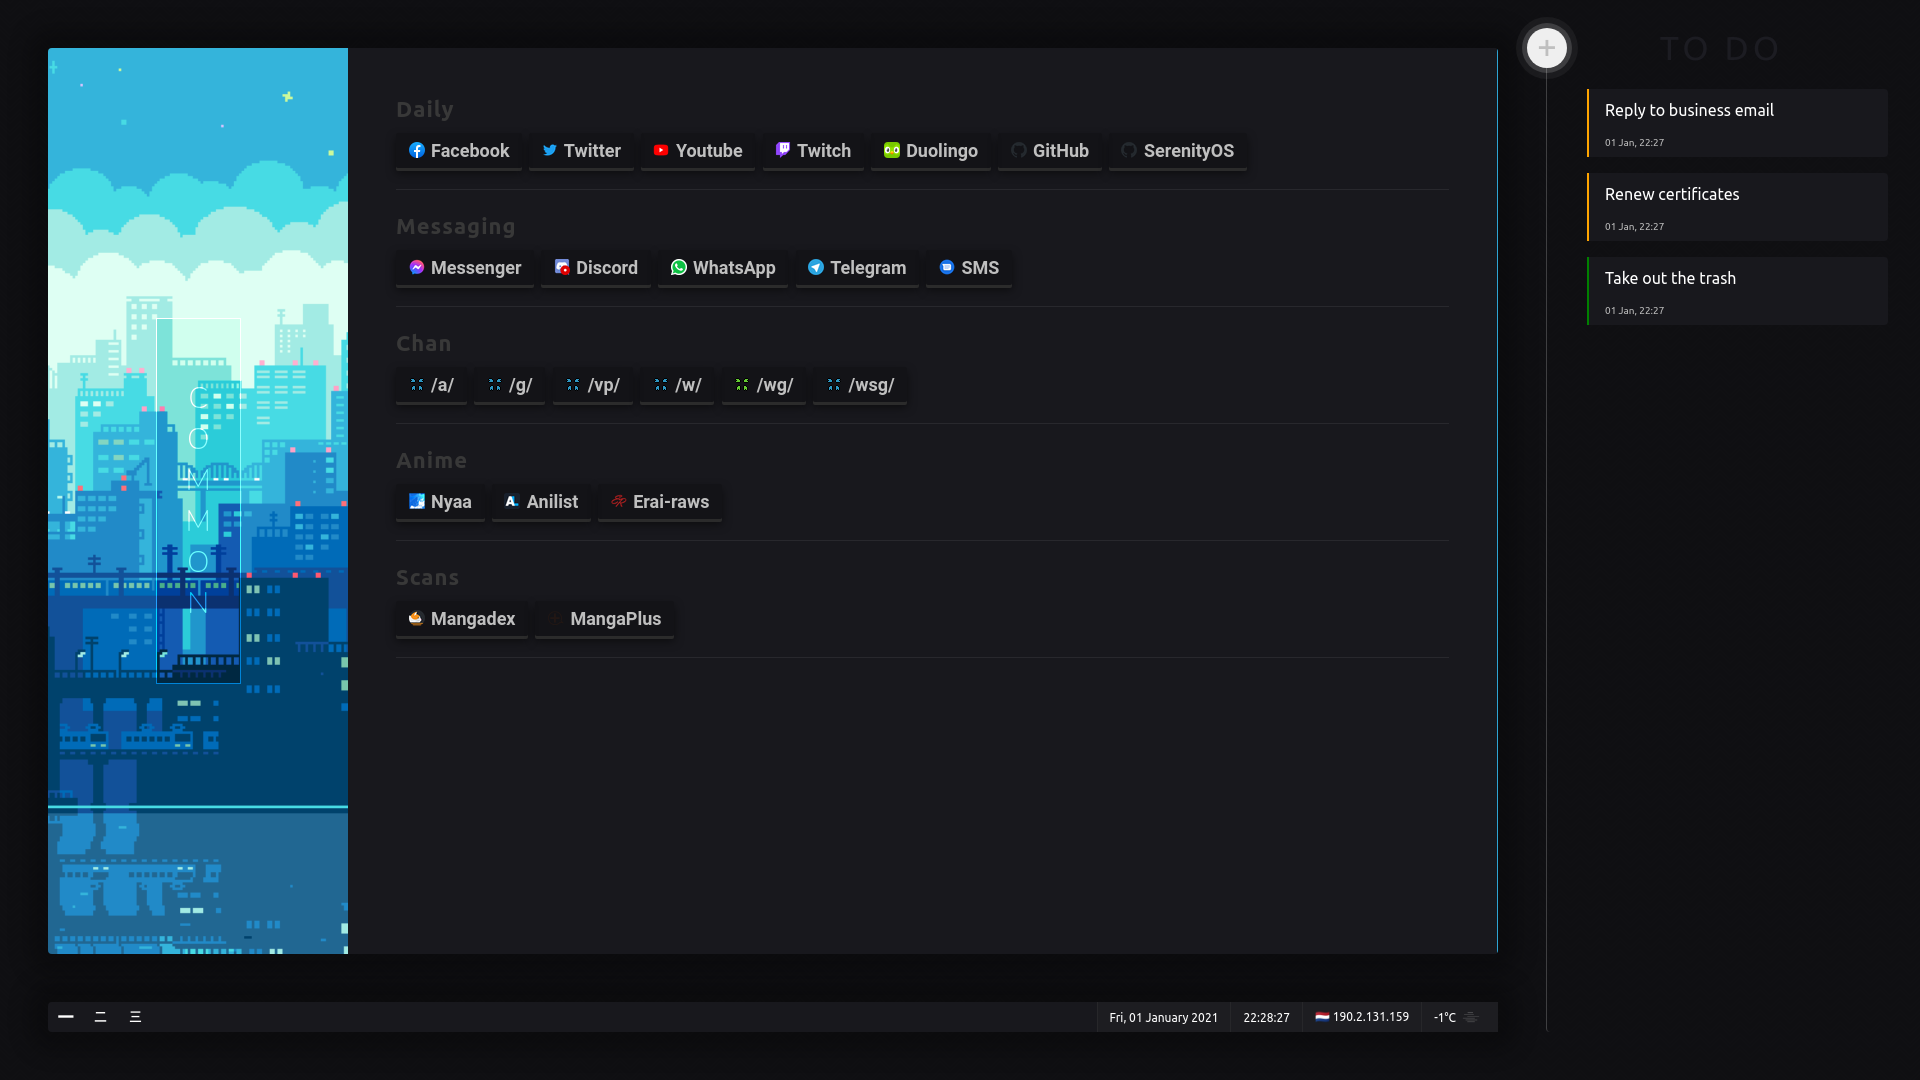 COMMON
Daily
Facebook Twitter Youtube Twitch Duolingo GitHub SerenityOS
Messaging
Messenger Discord WhatsApp Telegram SMS
Chan
/a/ /g/ /vp/ /w/ /wg/ /wsg/
Anime
Nyaa Anilist Erai-raws
Scans
Mangadex MangaPlus
一 二 三
Fri, 01 January 2021 22:28:27 190.2.131.159 -1°C
+ TO DO
Reply to business email
01 Jan, 22:27
Renew certificates
01 Jan, 22:27
Take out the trash
01 Jan, 22:27